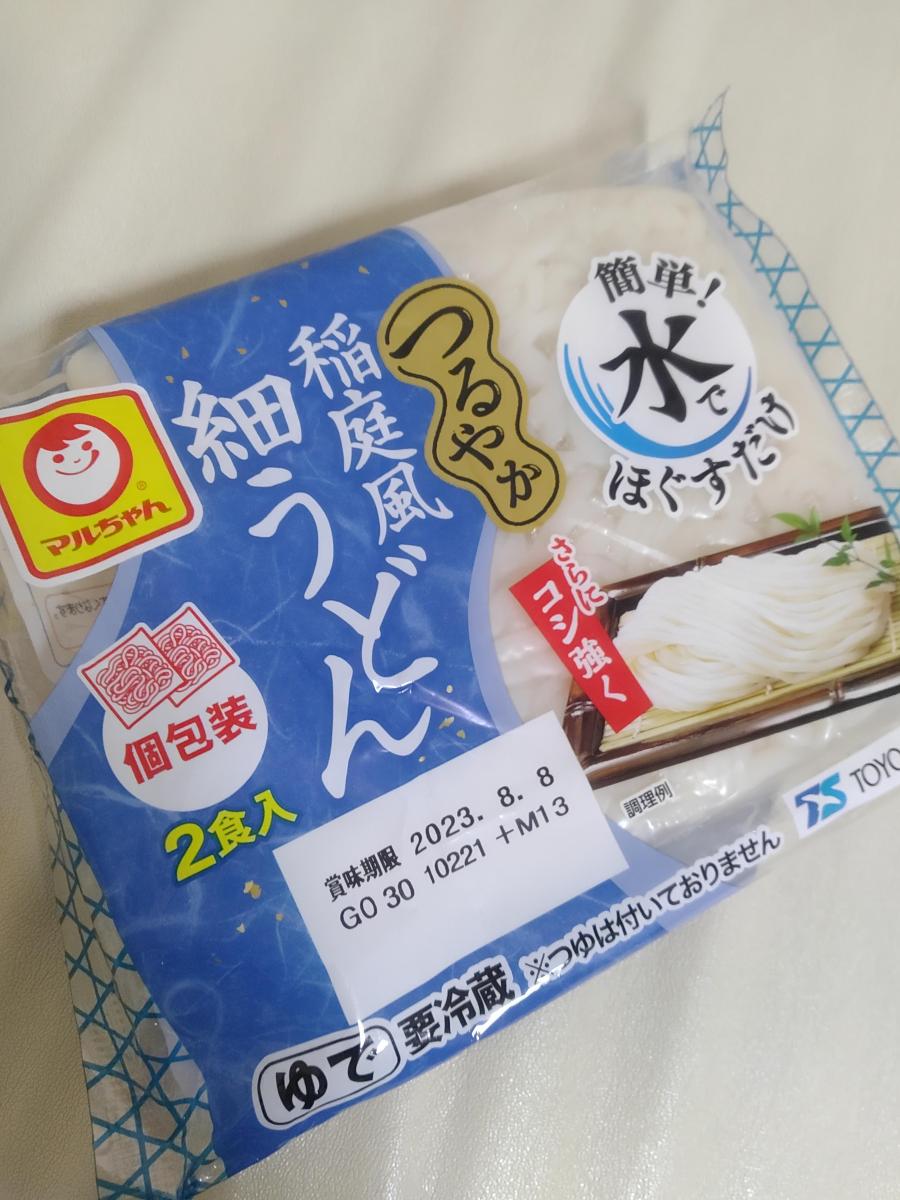 簡単!
水で
ほぐすだけ
つるやか
稲庭風
細うどん
マルちゃん
®
さらに
コシ強く
個包装
2食入
調理例
TOYO
賞味期限 2023. 8. 8
GO 30 10221 +M13
ゆで 要冷蔵 ※つゆは付いておりません